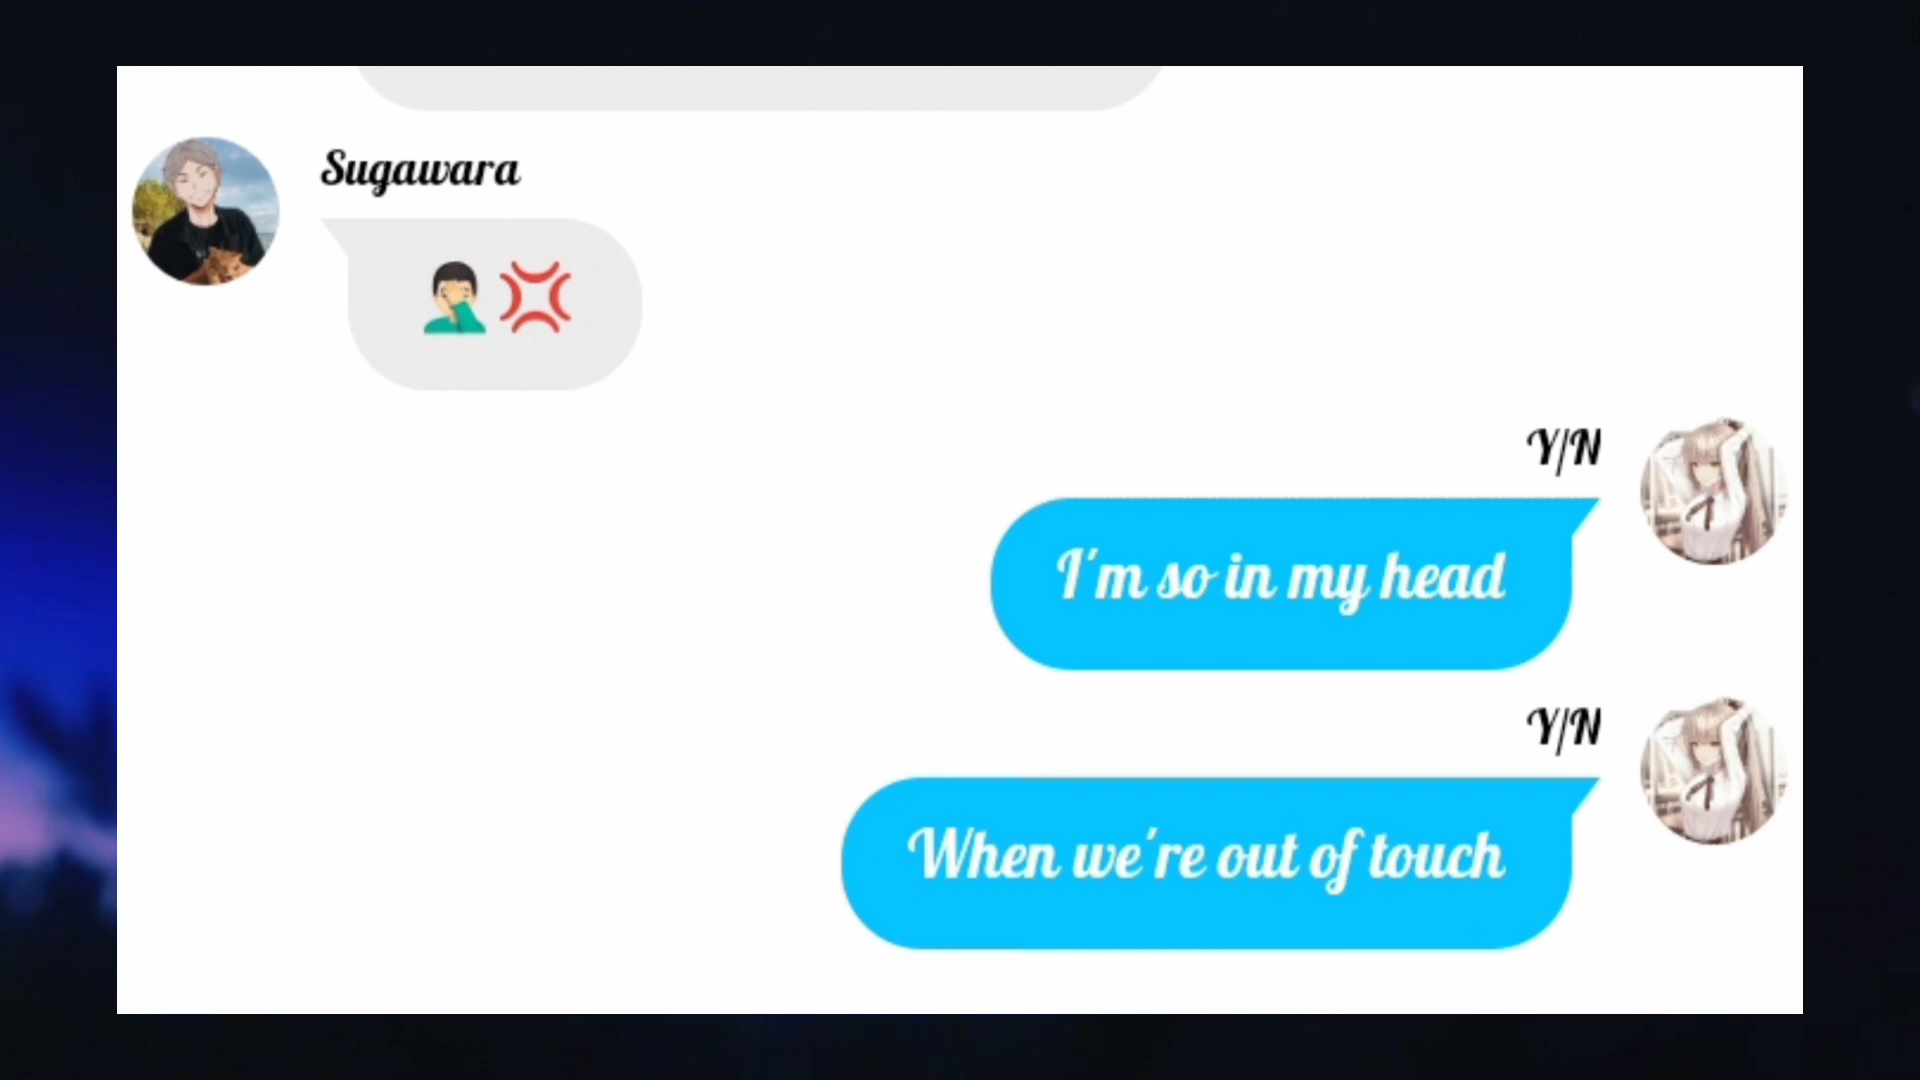 Sugawara
🤦🏻‍♂️💢
Y/N
I'm so in my head
Y/N
When we're out of touch